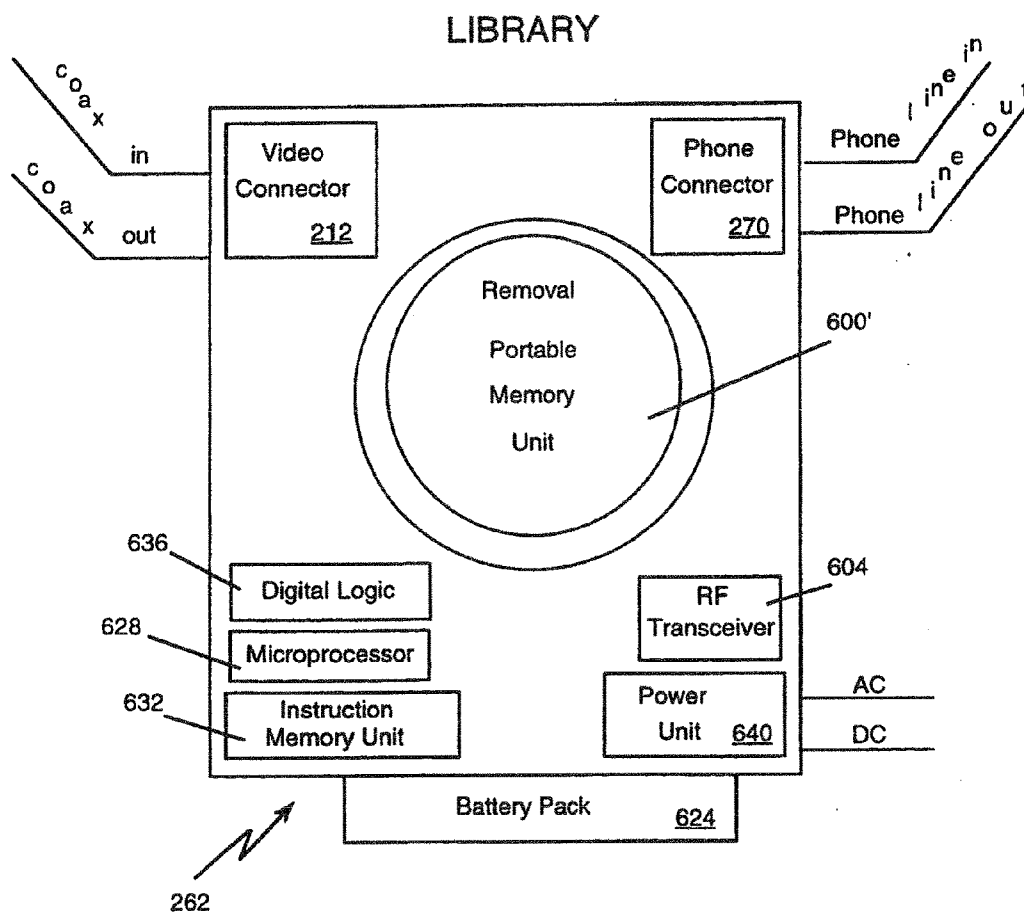 LIBRARY
coax
in
coax
out
Video
Connector
212
Phone
Connector
270
Phone line in
Phone line out
Removal
Portable
Memory
Unit
600'
636
Digital Logic
628
Microprocessor
632
Instruction
Memory Unit
604
RF
Transceiver
Power
Unit 640
AC
DC
Battery Pack 624
262